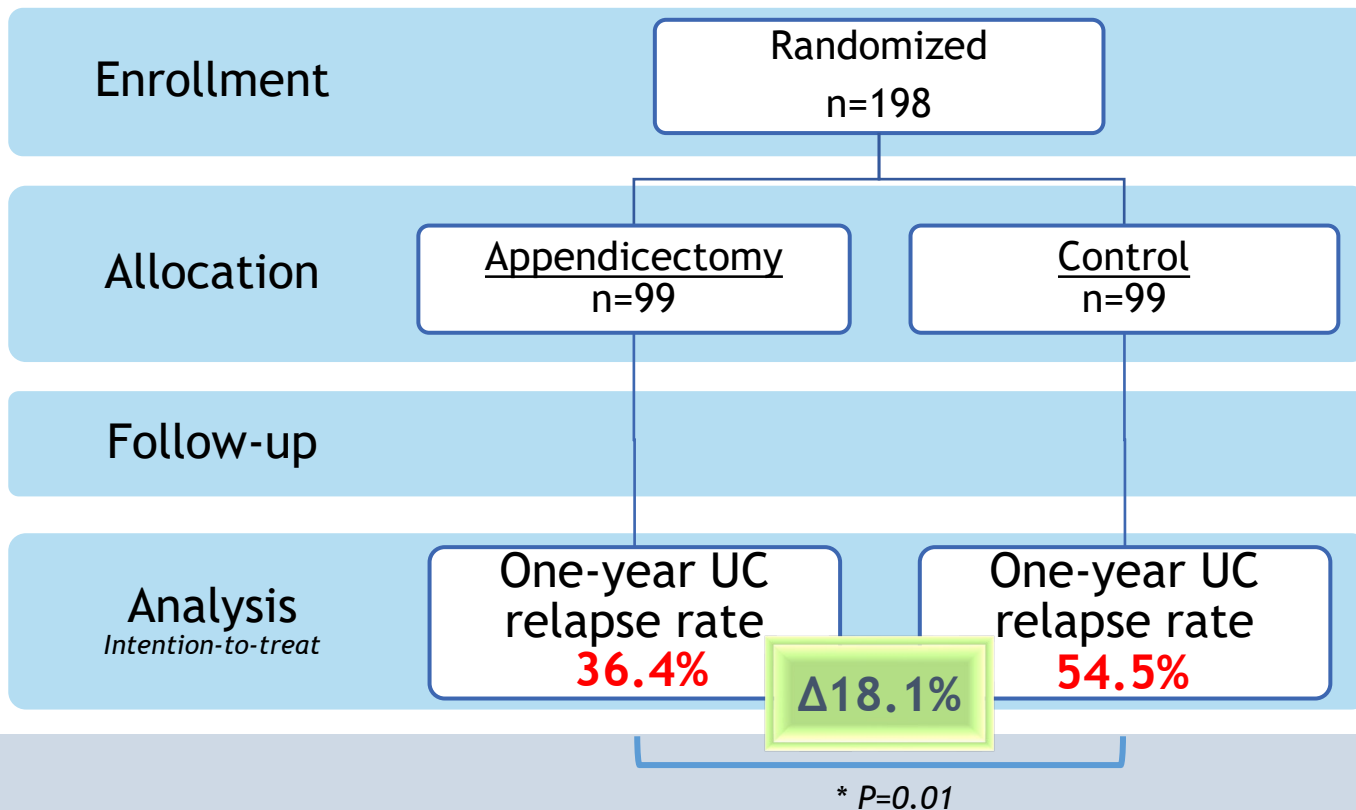 Enrollment
Randomized
n=198
Allocation
Appendicectomy
n=99
Control
n=99
Follow-up
Analysis
Intention-to-treat
One-year UC
relapse rate
36.4%
One-year UC
relapse rate
54.5%
Δ18.1%
* P=0.01